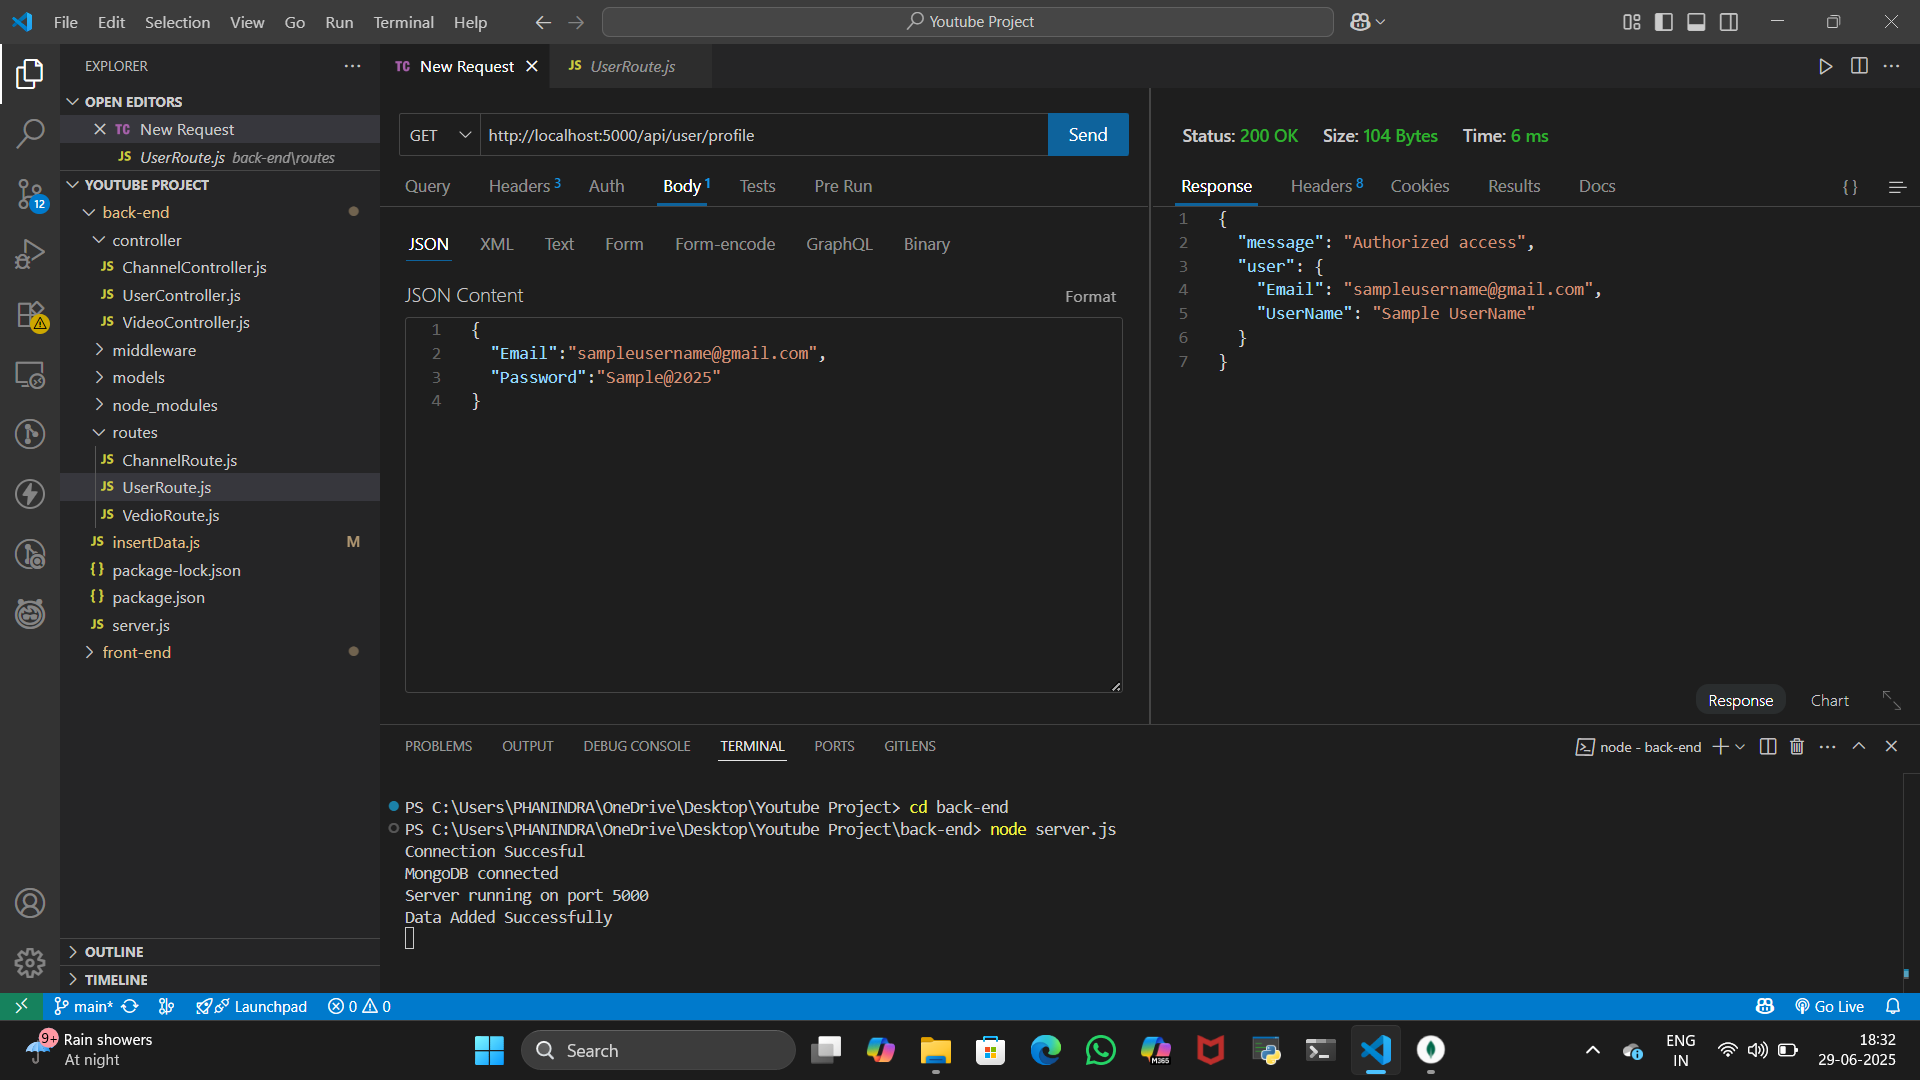 File Edit Selection View Go Run Terminal Help
Youtube Project
EXPLORER
OPEN EDITORS
TC New Request
JS UserRoute.js back-end\routes
YOUTUBE PROJECT
back-end
controller
JS ChannelController.js
JS UserController.js
JS VideoController.js
middleware
models
node_modules
routes
JS ChannelRoute.js
JS UserRoute.js
JS VedioRoute.js
JS insertData.js M
{} package-lock.json
{} package.json
JS server.js
front-end
OUTLINE
TIMELINE
12
TC New Request
JS UserRoute.js
GET http://localhost:5000/api/user/profile Send
Query Headers 3 Auth Body 1 Tests Pre Run
JSON XML Text Form Form-encode GraphQL Binary
JSON Content Format
1 {
2 "Email":"sampleusername@gmail.com",
3 "Password":"Sample@2025"
4 }
Status: 200 OK Size: 104 Bytes Time: 6 ms
Response Headers 8 Cookies Results Docs {}
1 {
2 "message": "Authorized access",
3 "user": {
4 "Email": "sampleusername@gmail.com",
5 "UserName": "Sample UserName"
6 }
7 }
Response Chart
PROBLEMS OUTPUT DEBUG CONSOLE TERMINAL PORTS GITLENS
node - back-end
PS C:\Users\PHANINDRA\OneDrive\Desktop\Youtube Project> cd back-end
PS C:\Users\PHANINDRA\OneDrive\Desktop\Youtube Project\back-end> node server.js
Connection Succesful
MongoDB connected
Server running on port 5000
Data Added Successfully
main* Launchpad 0 0 Go Live
9+ Rain showers
At night
Search
M365
ENG
IN
18:32
29-06-2025